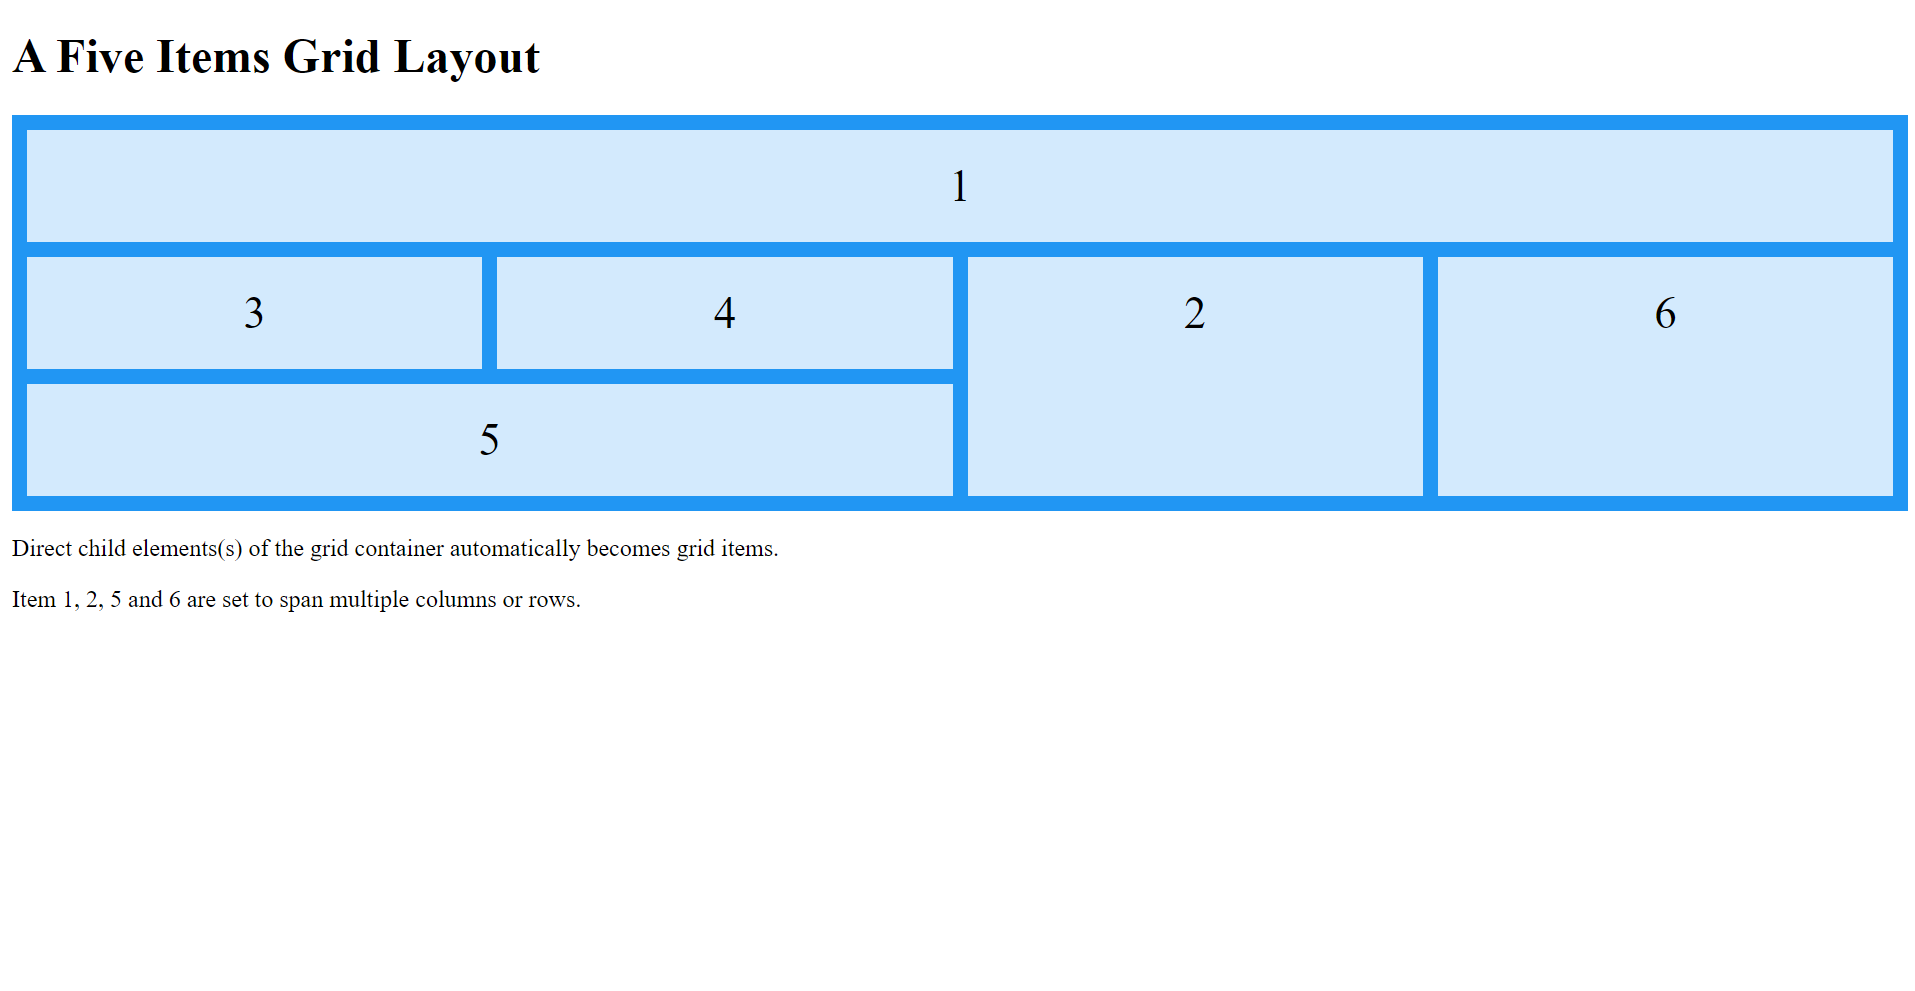 A Five Items Grid Layout
1
3 4 2 6
5
Direct child elements(s) of the grid container automatically becomes grid items.
Item 1, 2, 5 and 6 are set to span multiple columns or rows.